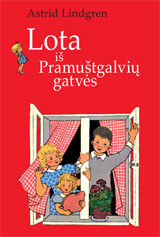 Astrid Lindgren
Lota
iš
Pramuštgalvių
gatvės